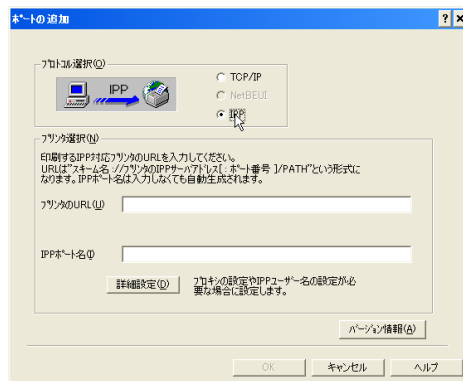 ﾎﾟｰﾄの追加
ﾌﾟﾛﾄｺﾙ選択(O)
IPP
TCP/IP
NetBEUI
IPP
ﾌﾟﾘﾝﾀ選択(N)
印刷するIPP対応ﾌﾟﾘﾝﾀのURLを入力してください。
URLは"ｽｷｰﾑ名://ﾌﾟﾘﾝﾀのIPPｻｰﾊﾞｱﾄﾞﾚｽ[:ﾎﾟｰﾄ番号 ]/PATH"という形式に
なります。IPPﾎﾟｰﾄ名は入力しなくても自動生成されます。
ﾌﾟﾘﾝﾀのURL(U)
IPPﾎﾟｰﾄ名(I)
詳細設定(D)
ﾌﾟﾛｷｼの設定やIPPﾕｰｻﾞｰ名の設定が必
要な場合に設定します。
ﾊﾞｰｼﾞｮﾝ情報(A)
OK
ｷｬﾝｾﾙ
ﾍﾙﾌﾟ